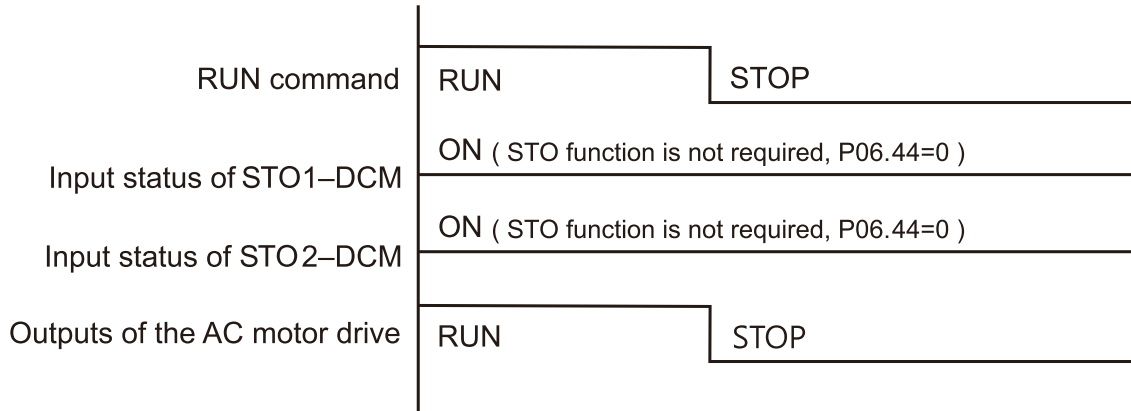 RUN command
RUN
STOP
ON ( STO function is not required, P06.44=0 )
Input status of STO1–DCM
ON ( STO function is not required, P06.44=0 )
Input status of STO2–DCM
Outputs of the AC motor drive
RUN
STOP